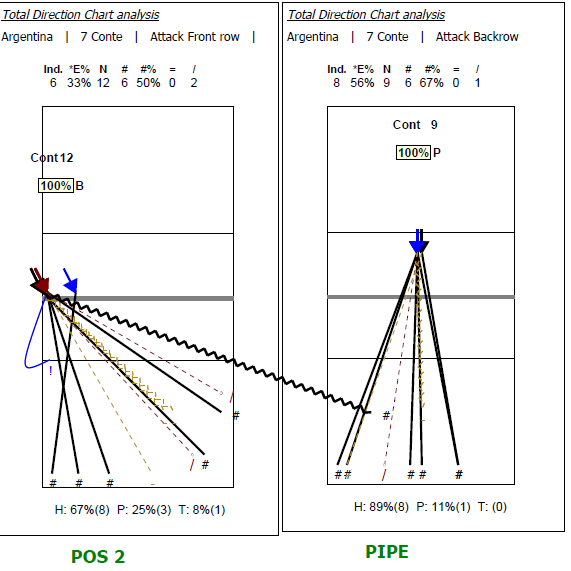 Total Direction Chart analysis
Argentina | 7 Conte | Attack Front row |
Ind. *E% N # #% = /
6 33% 12 6 50% 0 2
Cont 12
100% B
!
/
#
/
#
# # #
-
H: 67%(8) P: 25%(3) T: 8%(1)
POS 2
Total Direction Chart analysis
Argentina | 7 Conte | Attack Backrow
Ind. *E% N # #% = /
8 56% 9 6 67% 0 1
Cont 9
100% P
#
-
# # / # # #
H: 89%(8) P: 11%(1) T: (0)
PIPE